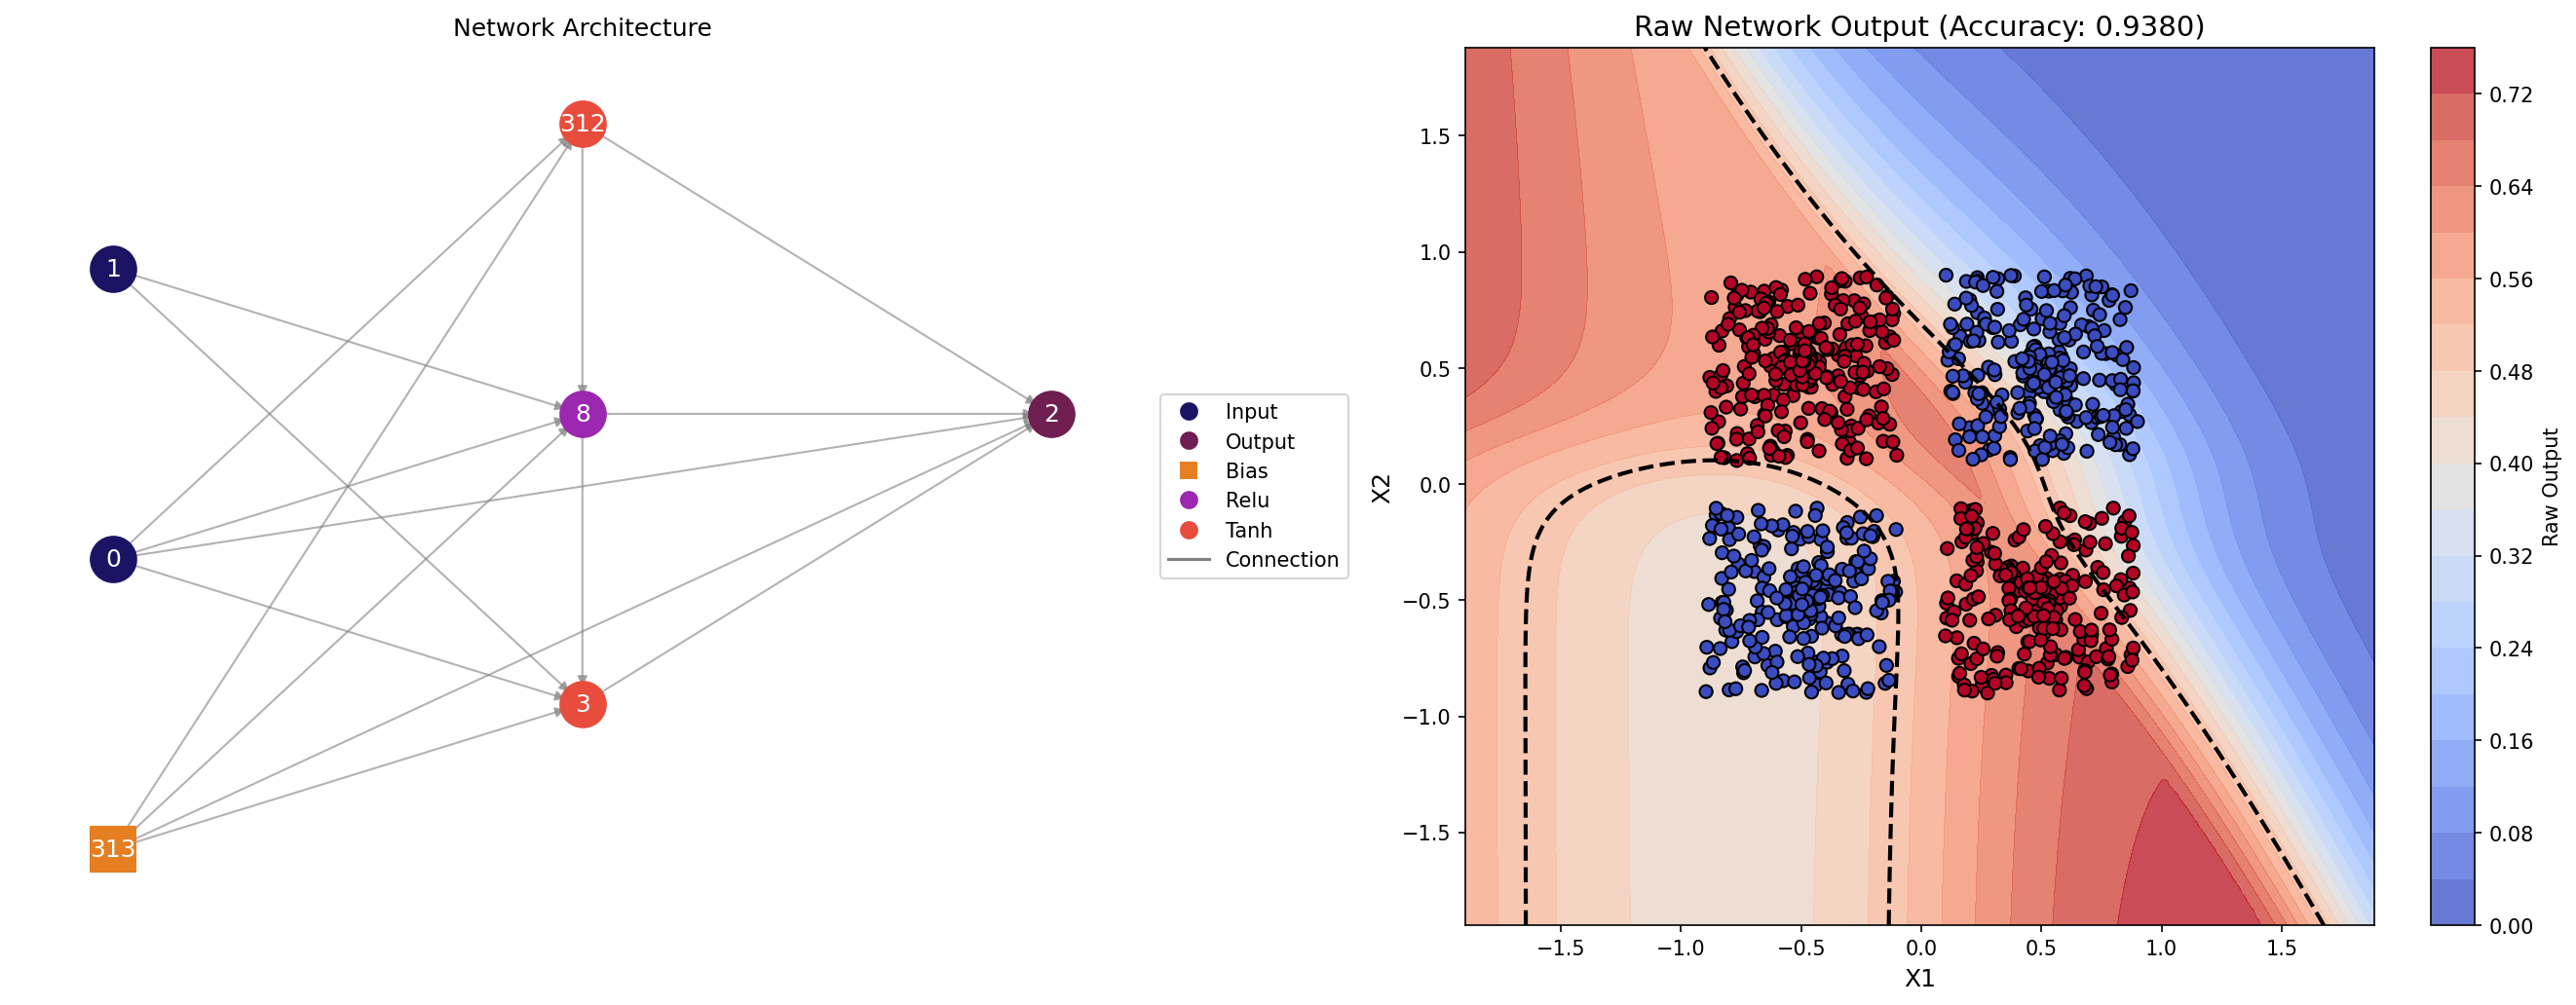 Network Architecture
312
1
8
2
0
3
313
Input
Output
Bias
Relu
Tanh
Connection
Raw Network Output (Accuracy: 0.9380)
1.5
1.0
0.5
0.0
−0.5
−1.0
−1.5
X2
−1.5 −1.0 −0.5 0.0 0.5 1.0 1.5
X1
0.72
0.64
0.56
0.48
0.40
0.32
0.24
0.16
0.08
0.00
Raw Output